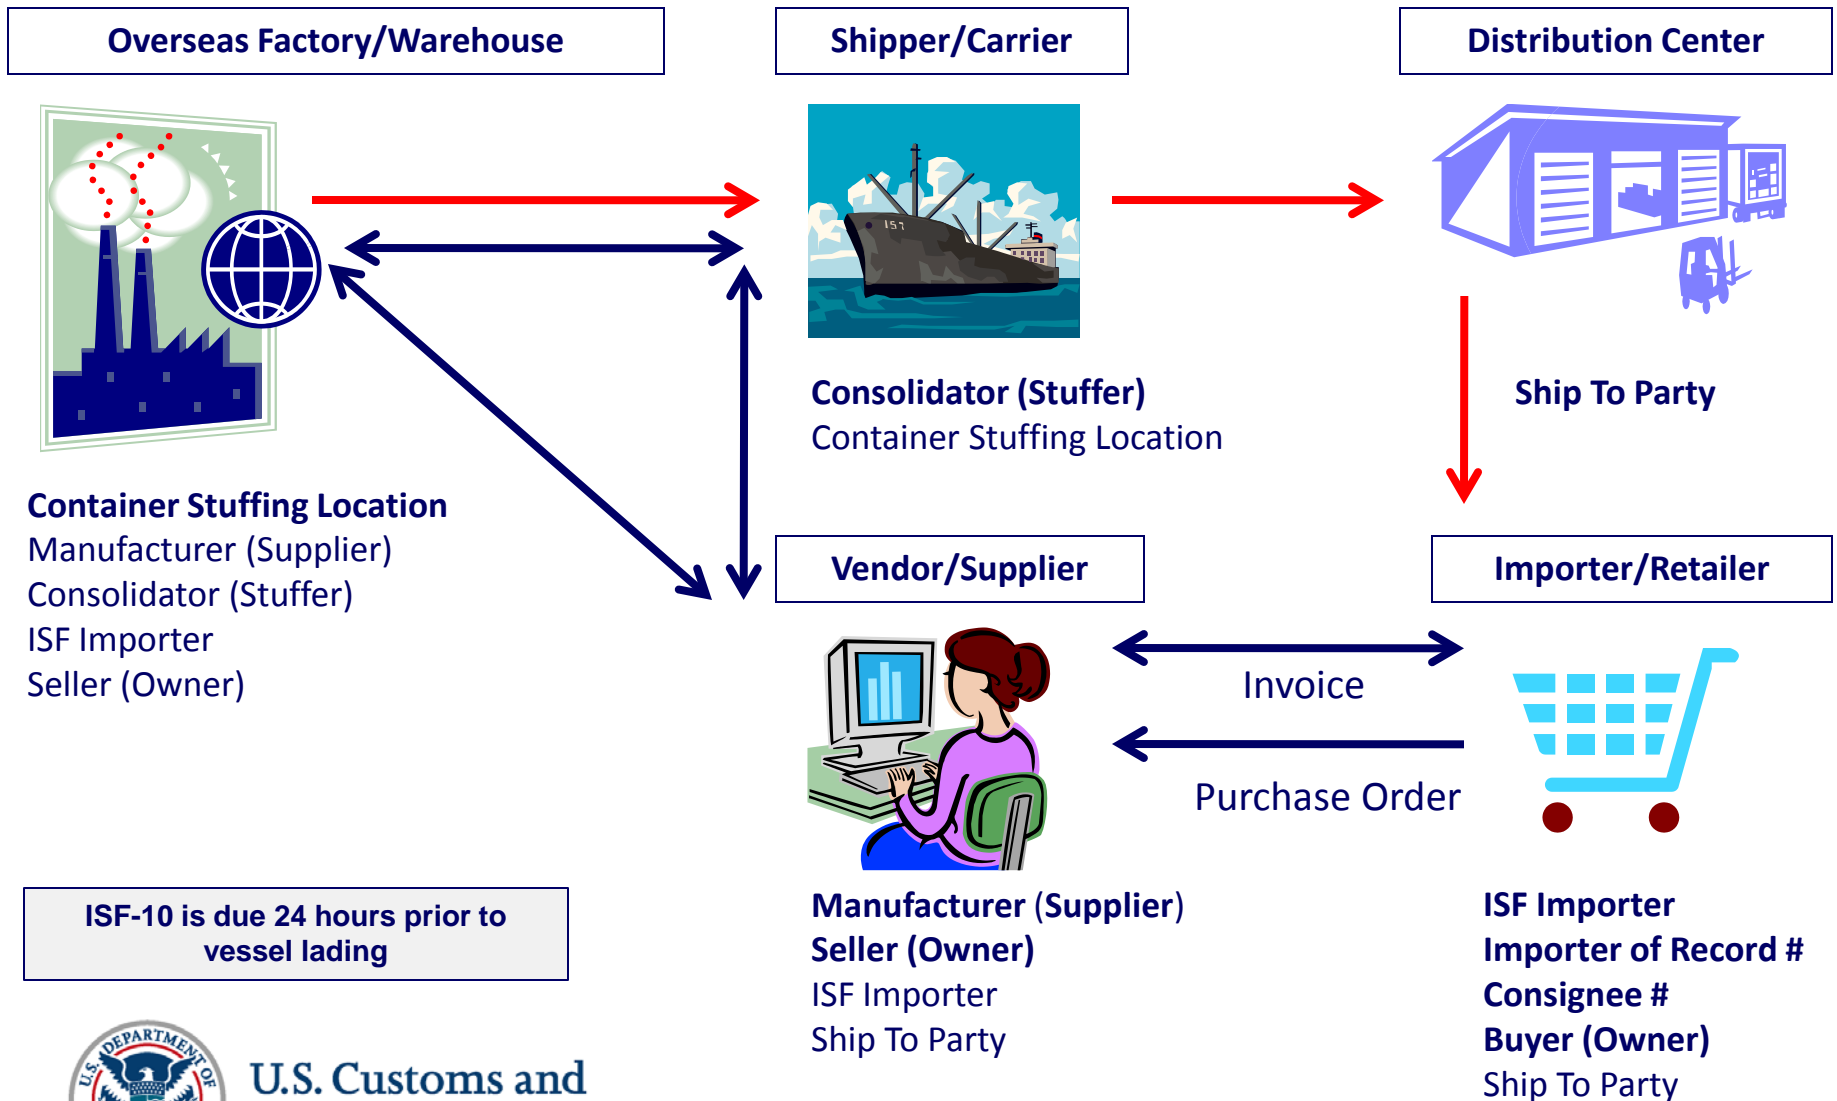 Overseas Factory/Warehouse
Shipper/Carrier
Distribution Center
157
Consolidator (Stuffer)
Container Stuffing Location
Ship To Party
Container Stuffing Location
Manufacturer (Supplier)
Consolidator (Stuffer)
ISF Importer
Seller (Owner)
Vendor/Supplier
Importer/Retailer
Invoice
Purchase Order
Manufacturer (Supplier)
Seller (Owner)
ISF Importer
Ship To Party
ISF Importer
Importer of Record #
Consignee #
Buyer (Owner)
Ship To Party
ISF-10 is due 24 hours prior to
vessel lading
U.S. DEPARTMENT OF
U.S. Customs and